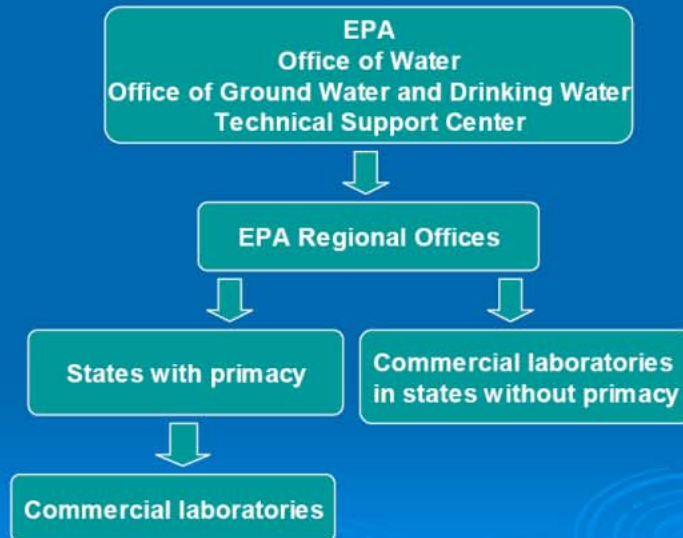 EPA
Office of Water
Office of Ground Water and Drinking Water
Technical Support Center
EPA Regional Offices
States with primacy
Commercial laboratories
in states without primacy
Commercial laboratories